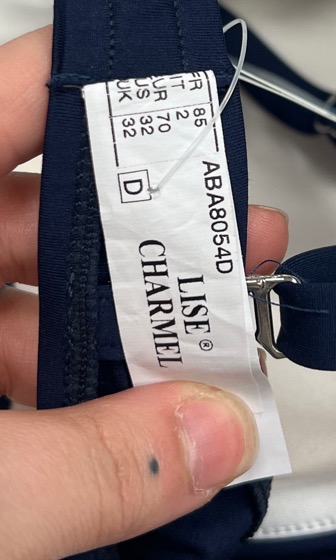 FR 85
IT 2
EUR 70
US 32
UK 32
D
ABA8054D
LISE ®
CHARMEL